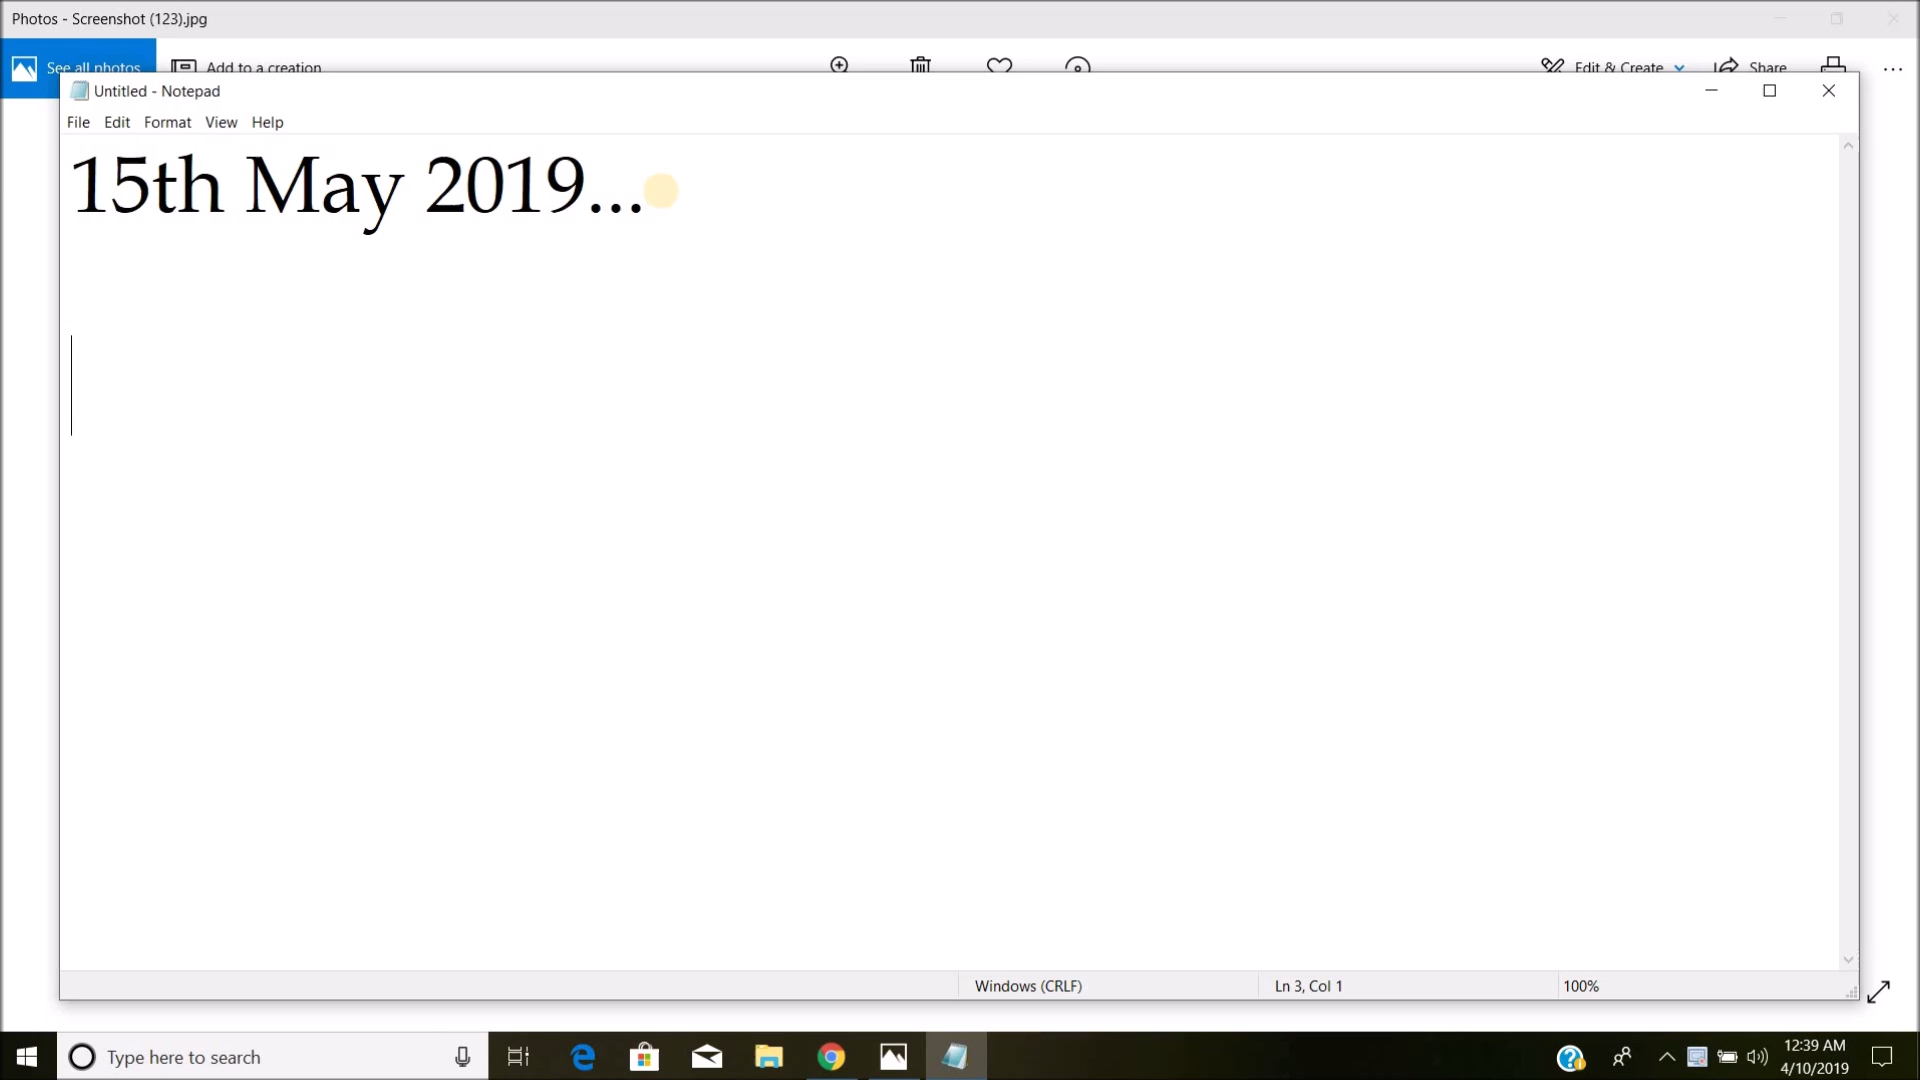 Photos - Screenshot (123).jpg
See all photos Add to a creation Edit & Create Share
Untitled - Notepad
File Edit Format View Help
15th May 2019...
Windows (CRLF) Ln 3, Col 1 100%
Type here to search
12:39 AM
4/10/2019